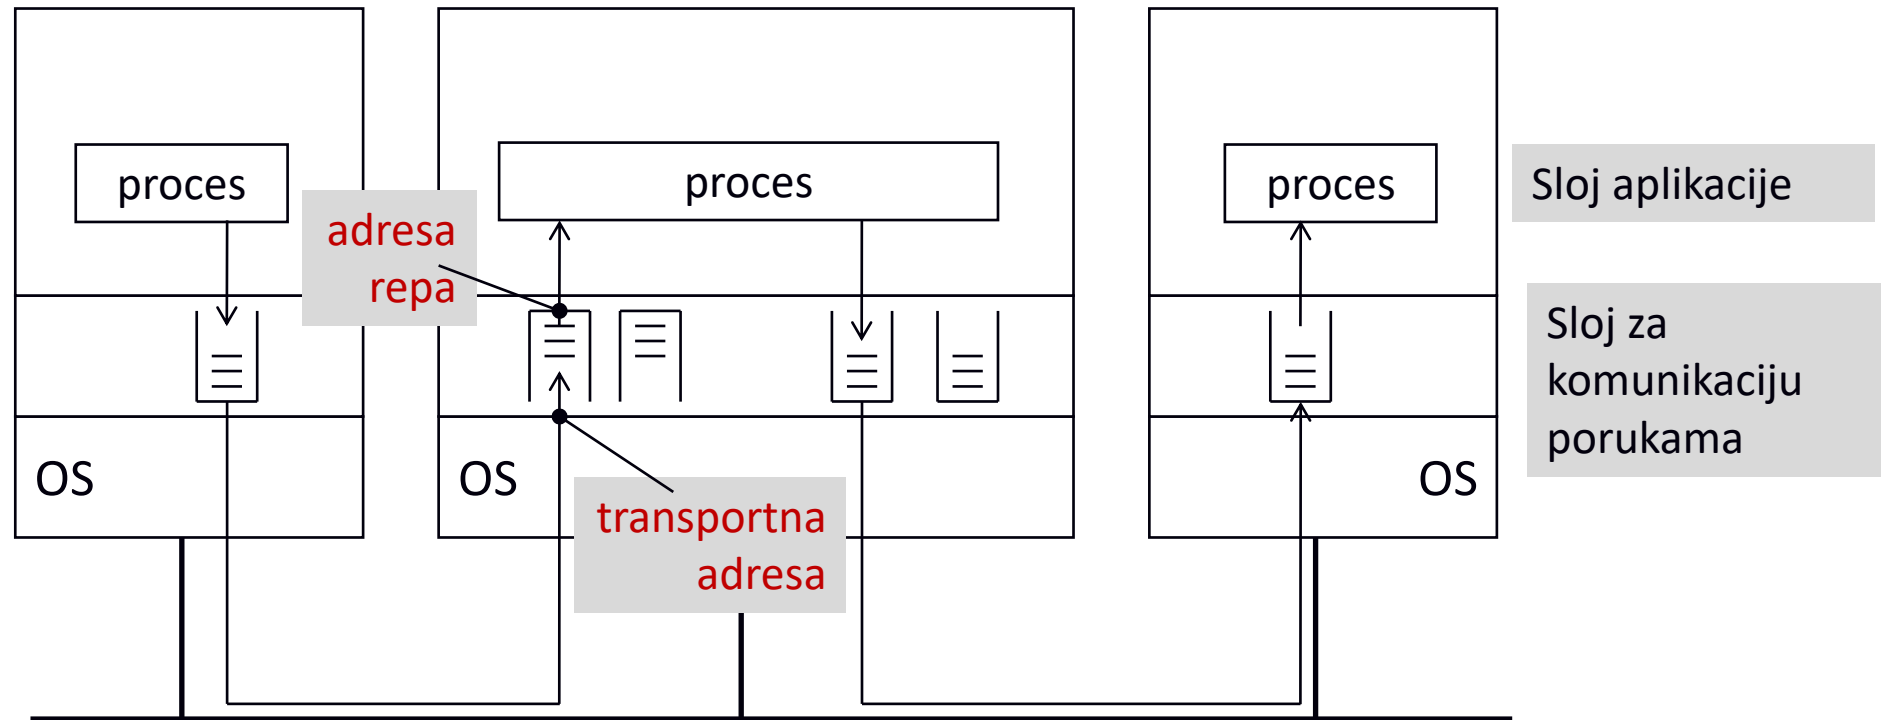 proces
proces
proces
Sloj aplikacije
adresa
repa
Sloj za
komunikaciju
porukama
OS
OS
OS
transportna
adresa